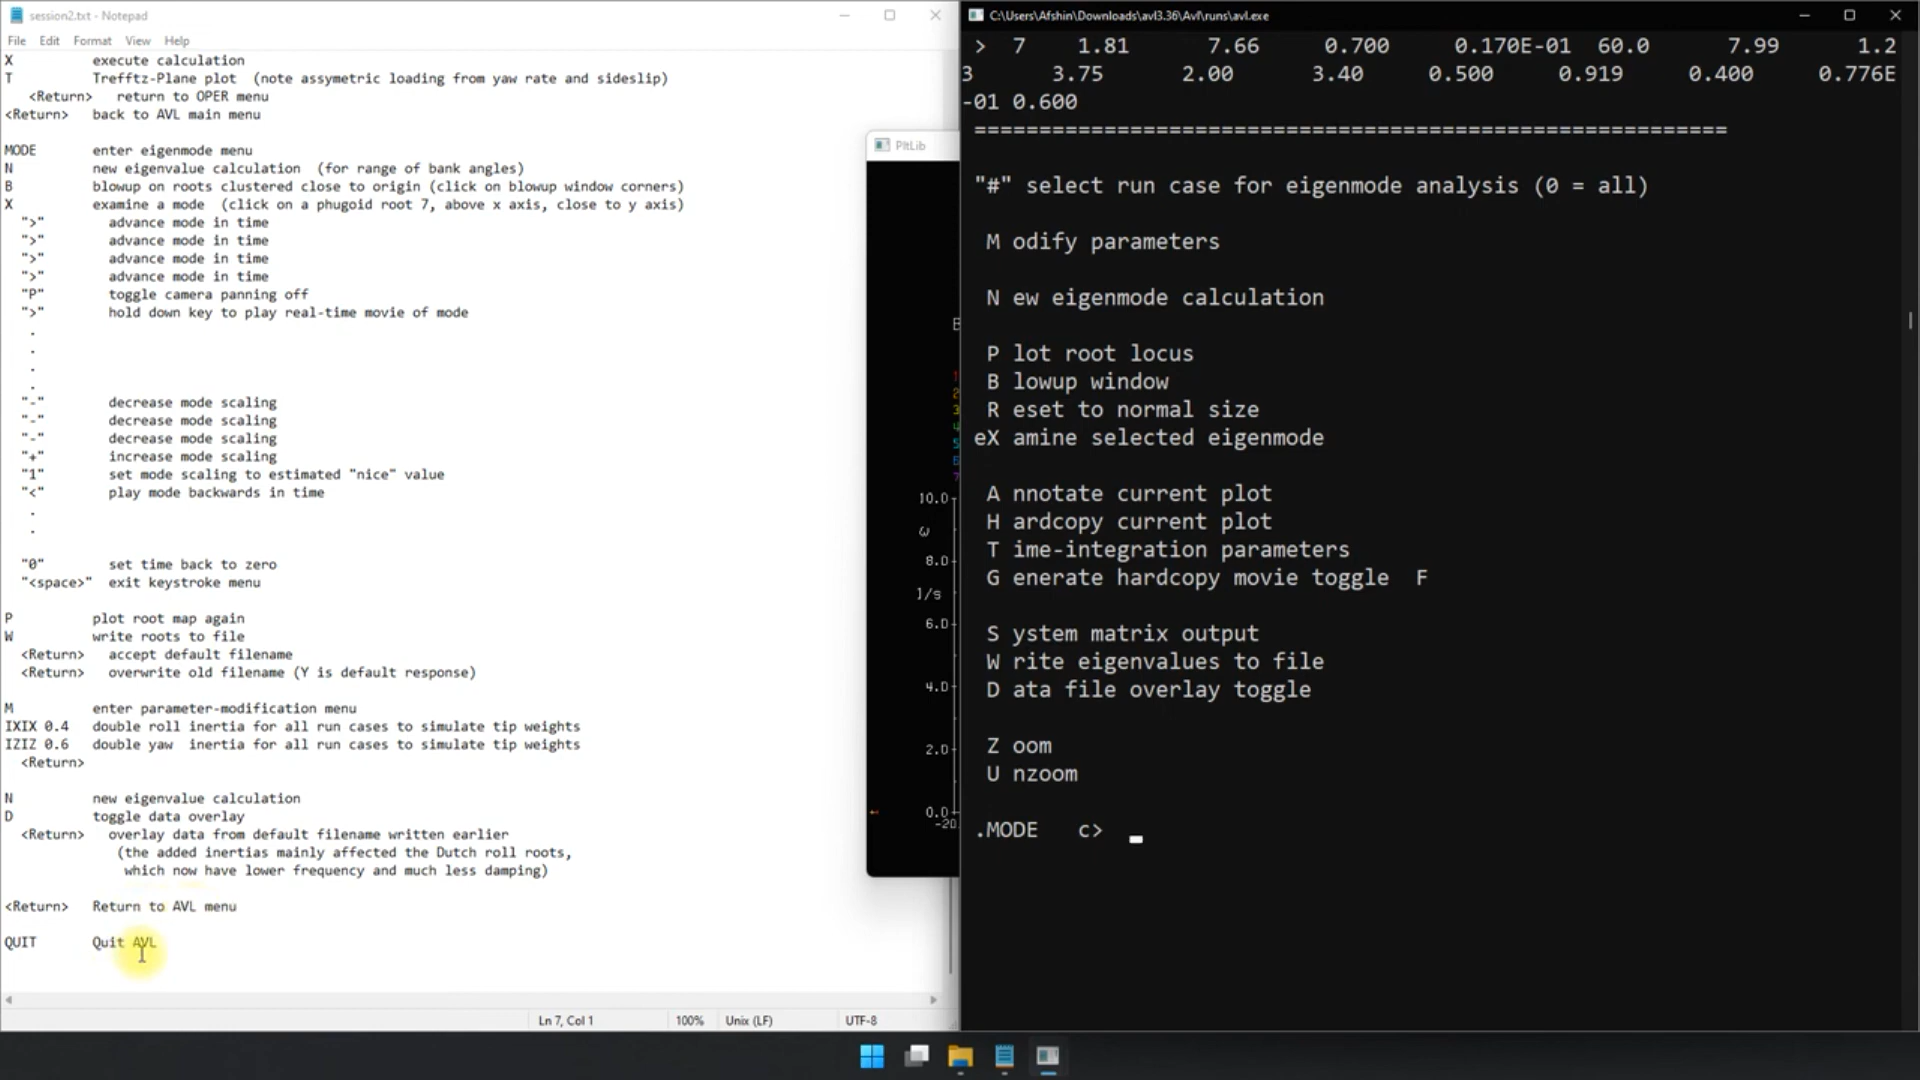 session2.txt - Notepad
File Edit Format View Help
X execute calculation
T Trefftz-Plane plot (note assymetric loading from yaw rate and sideslip)
<Return> return to OPER menu
<Return> back to AVL main menu
MODE enter eigenmode menu
N new eigenvalue calculation (for range of bank angles)
B blowup on roots clustered close to origin (click on blowup window corners)
X examine a mode (click on a phugoid root 7, above x axis, close to y axis)
">" advance mode in time
">" advance mode in time
">" advance mode in time
">" advance mode in time
"P" toggle camera panning off
">" hold down key to play real-time movie of mode
.
.
.
.
"-" decrease mode scaling
"-" decrease mode scaling
"-" decrease mode scaling
"+" increase mode scaling
"1" set mode scaling to estimated "nice" value
"<" play mode backwards in time
.
.
"0" set time back to zero
"<space>" exit keystroke menu
P plot root map again
W write roots to file
<Return> accept default filename
<Return> overwrite old filename (Y is default response)
M enter parameter-modification menu
IXIX 0.4 double roll inertia for all run cases to simulate tip weights
IZIZ 0.6 double yaw inertia for all run cases to simulate tip weights
<Return>
N new eigenvalue calculation
D toggle data overlay
<Return> overlay data from default filename written earlier
(the added inertias mainly affected the Dutch roll roots,
which now have lower frequency and much less damping)
<Return> Return to AVL menu
QUIT Quit AVL
Ln 7, Col 1 100% Unix (LF) UTF-8
PltLib
1
2
3
4
5
6
7
10.0
ω
8.0
1/s
6.0
4.0
2.0
0.0
-20.
C:\Users\Afshin\Downloads\avl3.36\Avl\runs\avl.exe
> 7 1.81 7.66 0.700 0.170E-01 60.0 7.99 1.2
3 3.75 2.00 3.40 0.500 0.919 0.400 0.776E
-01 0.600
==========================================================
"#" select run case for eigenmode analysis (0 = all)
M odify parameters
N ew eigenmode calculation
P lot root locus
B lowup window
R eset to normal size
eX amine selected eigenmode
A nnotate current plot
H ardcopy current plot
T ime-integration parameters
G enerate hardcopy movie toggle F
S ystem matrix output
W rite eigenvalues to file
D ata file overlay toggle
Z oom
U nzoom
.MODE c>